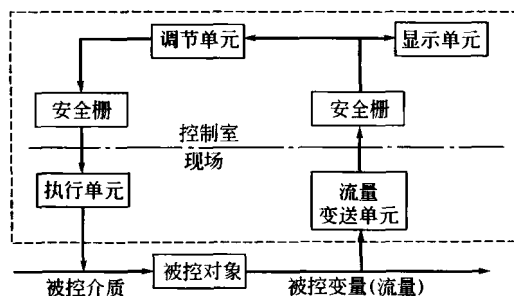 调节单元
显示单元
安全栅
安全栅
控制室
现场
执行单元
流量
变送单元
被控介质
被控对象
被控变量(流量)